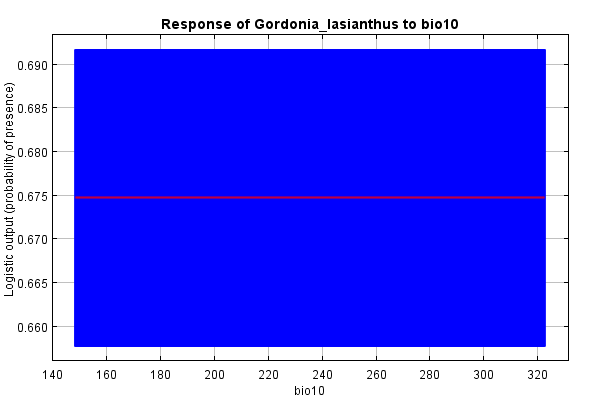 Response of Gordonia_lasianthus to bio10
Logistic output (probability of presence)
0.690
0.685
0.680
0.675
0.670
0.665
0.660
140 160 180 200 220 240 260 280 300 320
bio10